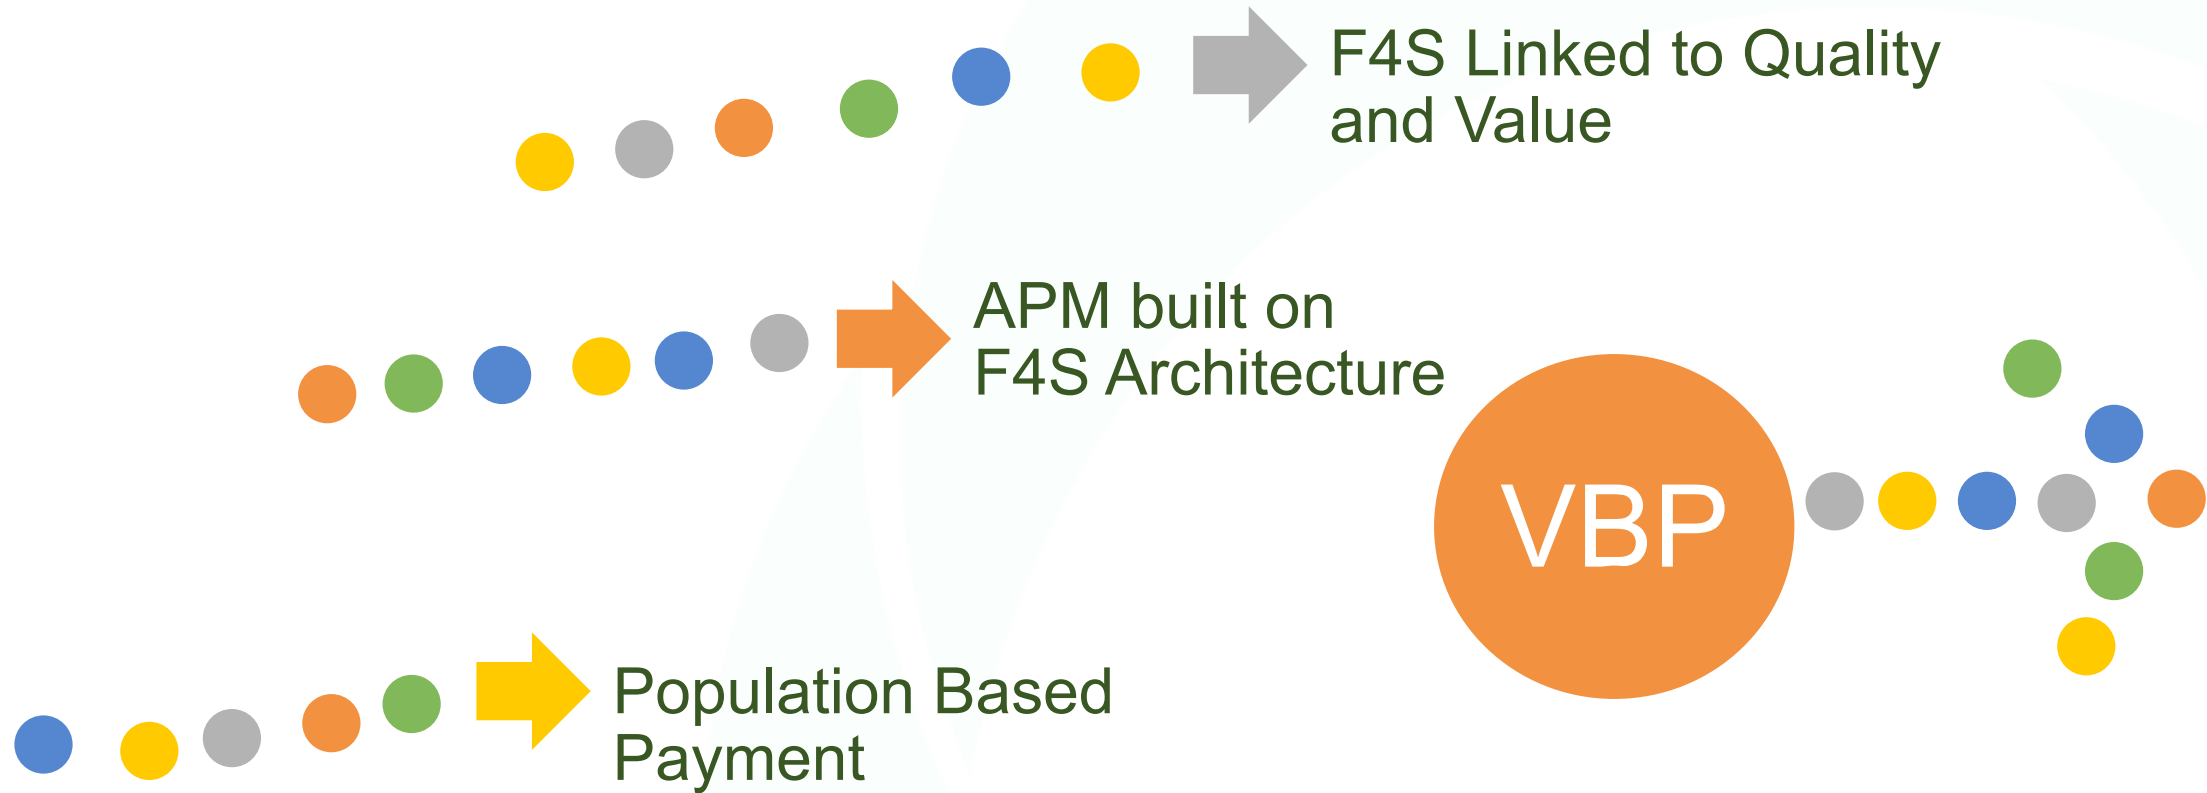 F4S Linked to Quality
and Value
APM built on
F4S Architecture
VBP
Population Based
Payment